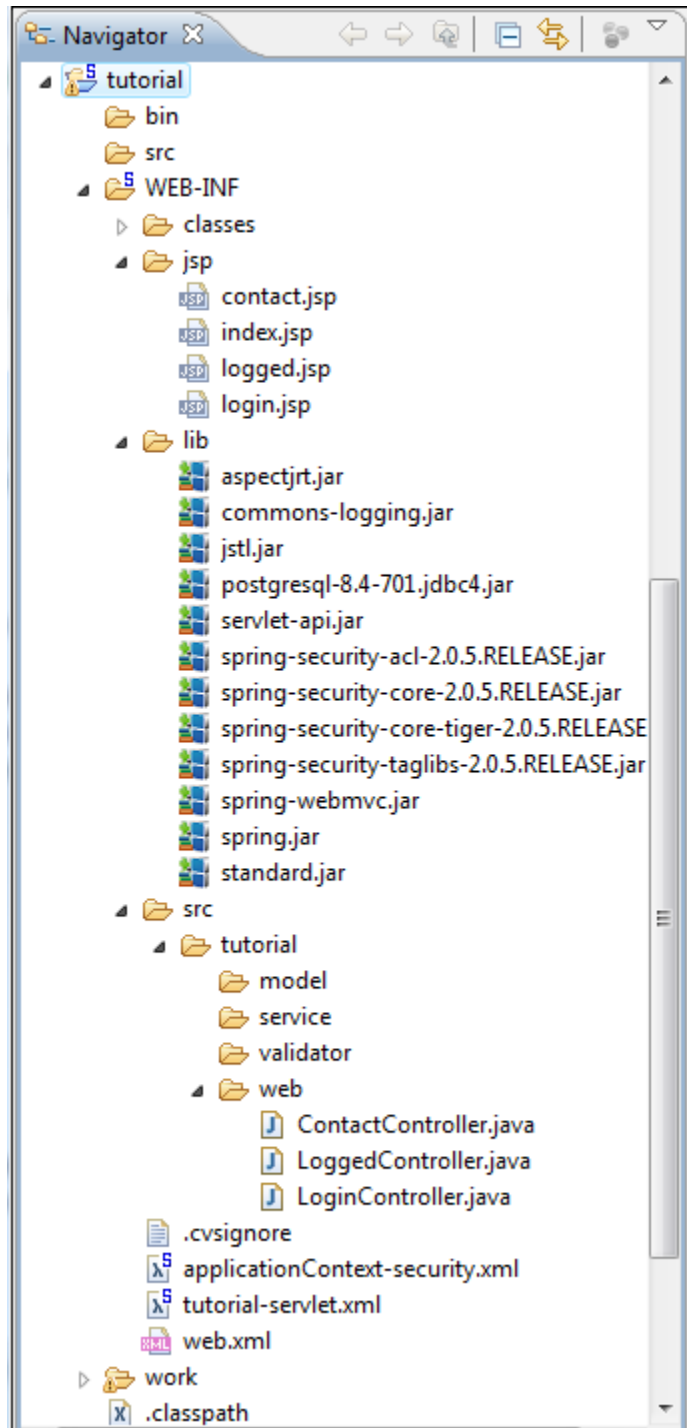 Navigator
tutorial
bin
src
WEB-INF
classes
jsp
contact.jsp
index.jsp
logged.jsp
login.jsp
lib
aspectjrt.jar
commons-logging.jar
jstl.jar
postgresql-8.4-701.jdbc4.jar
servlet-api.jar
spring-security-acl-2.0.5.RELEASE.jar
spring-security-core-2.0.5.RELEASE.jar
spring-security-core-tiger-2.0.5.RELEASE
spring-security-taglibs-2.0.5.RELEASE.jar
spring-webmvc.jar
spring.jar
standard.jar
src
tutorial
model
service
validator
web
ContactController.java
LoggedController.java
LoginController.java
.cvsignore
applicationContext-security.xml
tutorial-servlet.xml
web.xml
work
.classpath